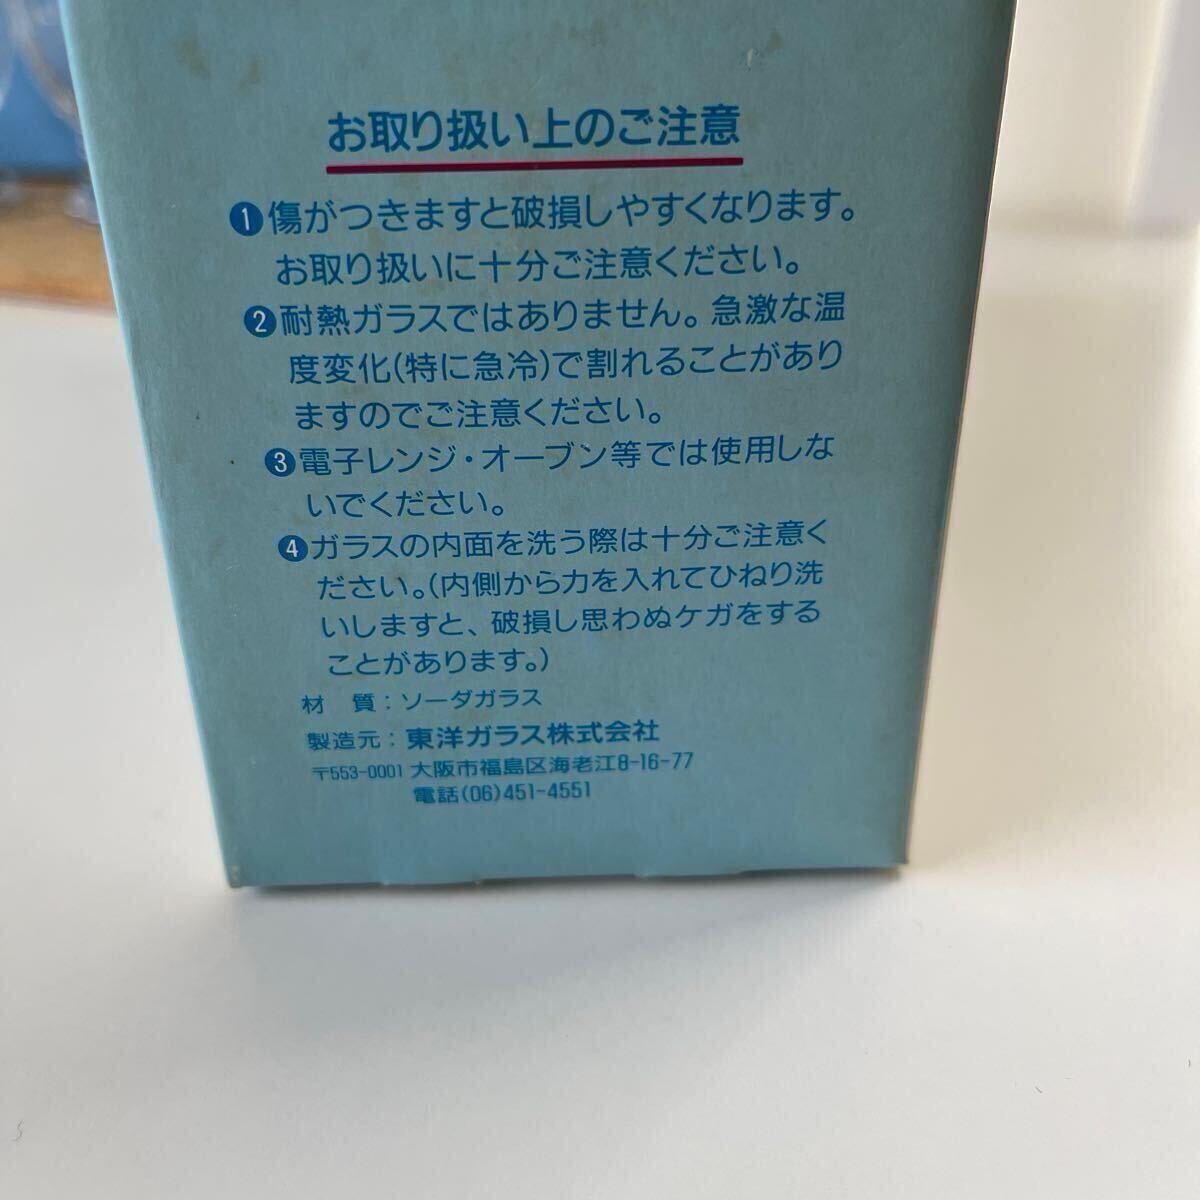 お取り扱い上のご注意
❶傷がつきますと破損しやすくなります。
お取り扱いに十分ご注意ください。
❷耐熱ガラスではありません。急激な温
度変化(特に急冷)で割れることがあり
ますのでご注意ください。
❸電子レンジ・オーブン等では使用しな
いでください。
❹ガラスの内面を洗う際は十分ご注意く
ださい。(内側から力を入れてひねり洗
いしますと、破損し思わぬケガをする
ことがあります。)
材 質：ソーダガラス
製造元：東洋ガラス株式会社
〒553-0001 大阪市福島区海老江8-16-77
電話(06)451-4551